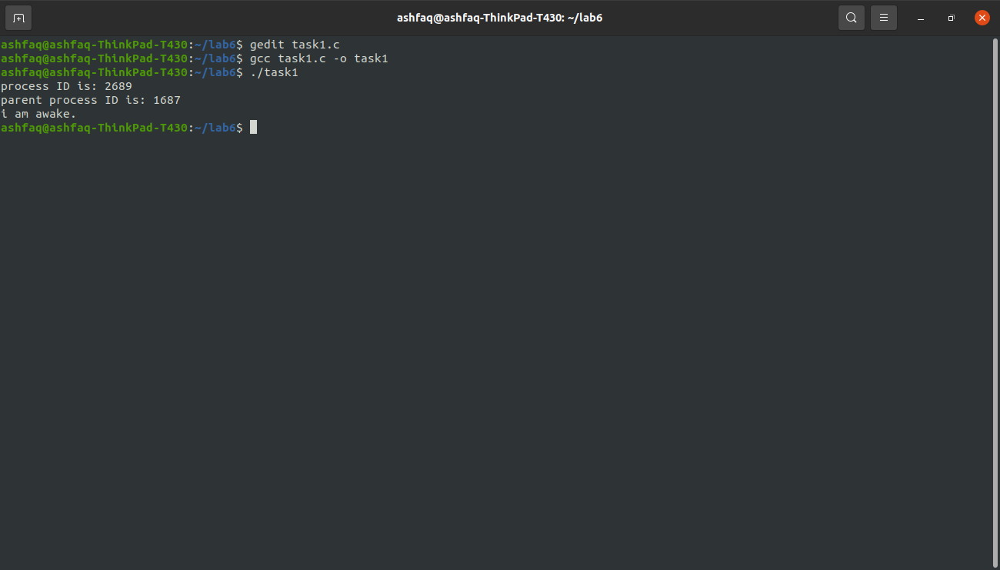 ashfaq@ashfaq-ThinkPad-T430: ~/lab6
ashfaq@ashfaq-ThinkPad-T430:~/lab6$ gedit task1.c
ashfaq@ashfaq-ThinkPad-T430:~/lab6$ gcc task1.c -o task1
ashfaq@ashfaq-ThinkPad-T430:~/lab6$ ./task1
process ID is: 2689
parent process ID is: 1687
i am awake.
ashfaq@ashfaq-ThinkPad-T430:~/lab6$